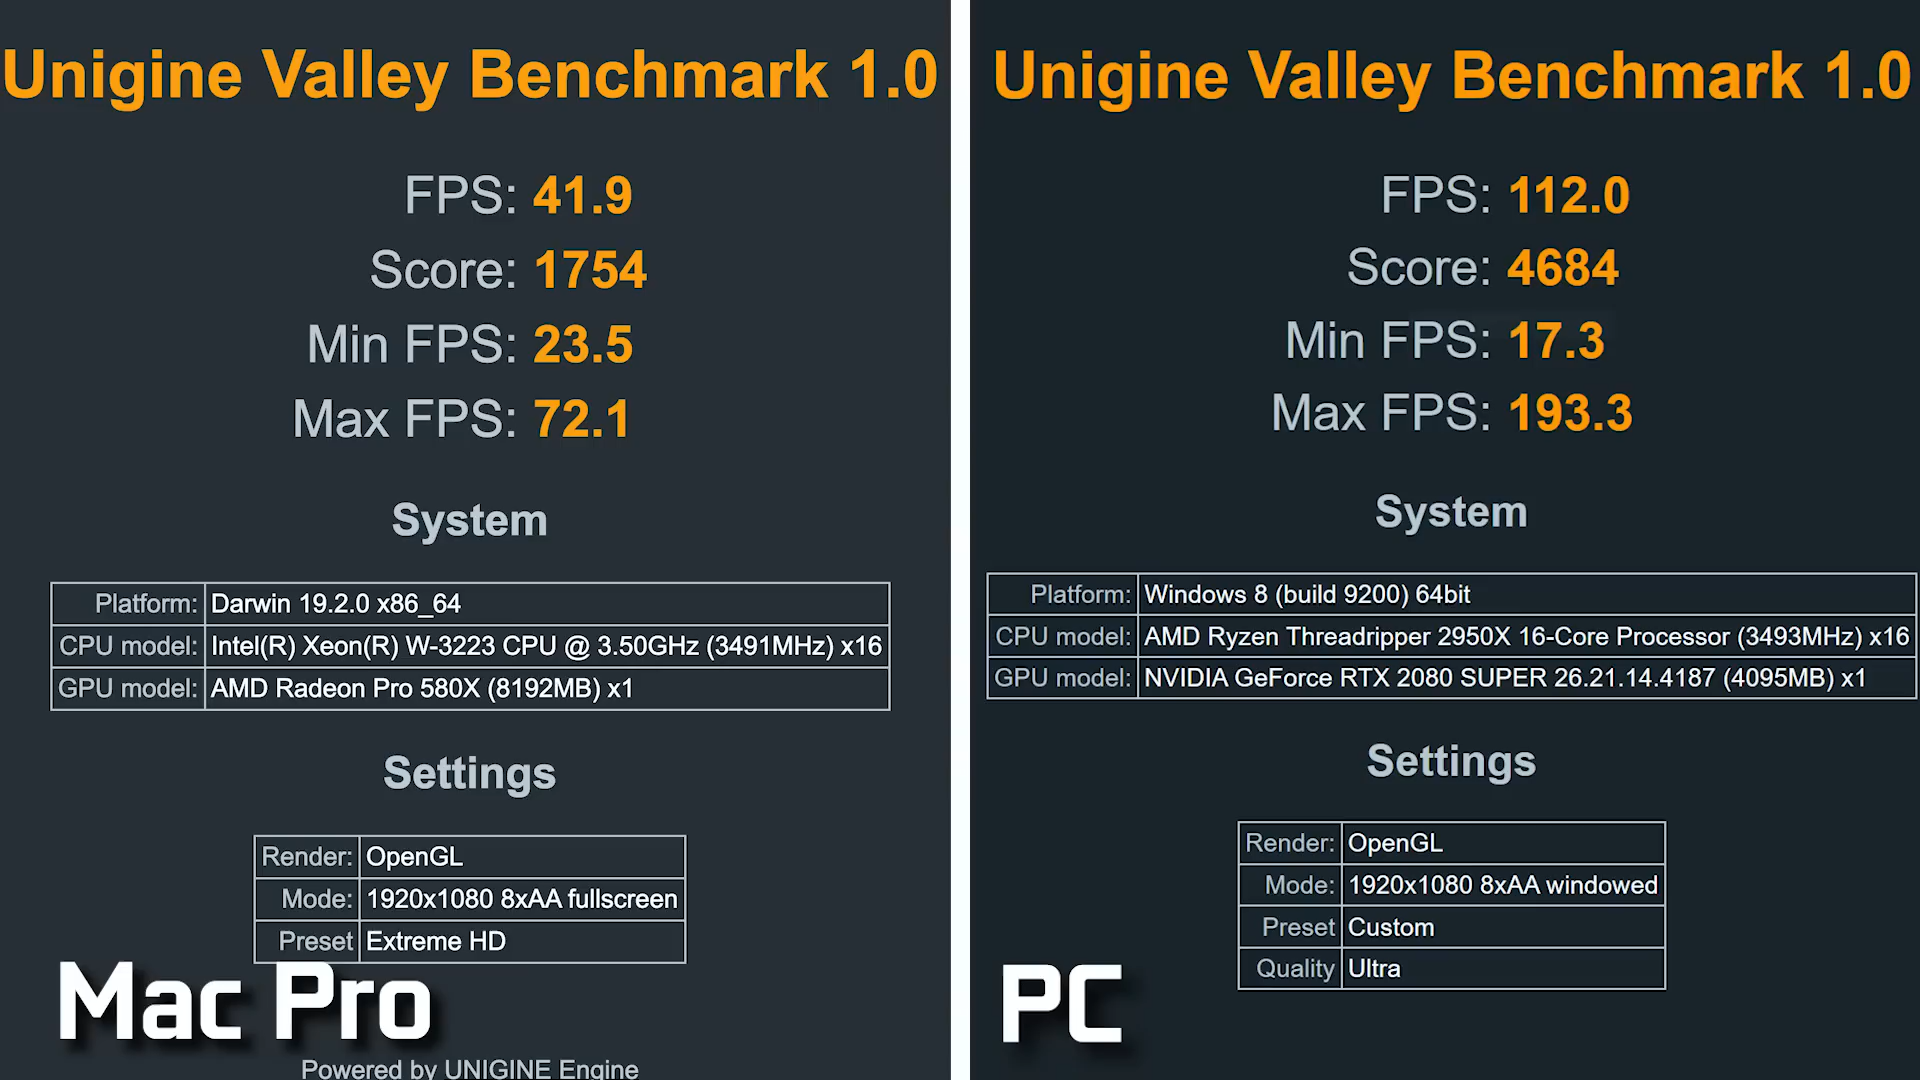 Unigine Valley Benchmark 1.0
FPS: 41.9
Score: 1754
Min FPS: 23.5
Max FPS: 72.1
System
Platform: Darwin 19.2.0 x86_64
CPU model: Intel(R) Xeon(R) W-3223 CPU @ 3.50GHz (3491MHz) x16
GPU model: AMD Radeon Pro 580X (8192MB) x1
Settings
Render: OpenGL
Mode: 1920x1080 8xAA fullscreen
Preset Extreme HD
Mac Pro
Powered by UNIGINE Engine
Unigine Valley Benchmark 1.0
FPS: 112.0
Score: 4684
Min FPS: 17.3
Max FPS: 193.3
System
Platform: Windows 8 (build 9200) 64bit
CPU model: AMD Ryzen Threadripper 2950X 16-Core Processor (3493MHz) x16
GPU model: NVIDIA GeForce RTX 2080 SUPER 26.21.14.4187 (4095MB) x1
Settings
Render: OpenGL
Mode: 1920x1080 8xAA windowed
Preset Custom
Quality Ultra
PC